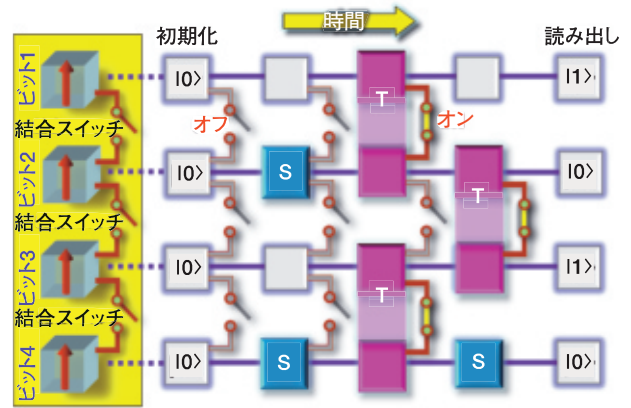 時間
初期化
読み出し
ビット1
|0>
|1>
T
結合スイッチ
オフ
オン
ビット2
|0>
S
|0>
T
結合スイッチ
ビット3
|0>
|1>
T
結合スイッチ
ビット4
|0>
S
S
|0>